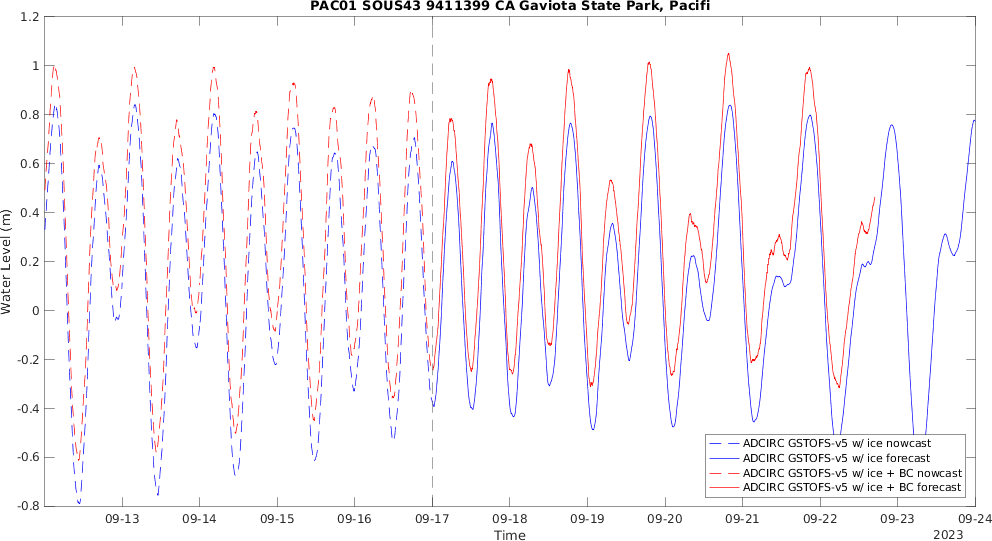 PAC01 SOUS43 9411399 CA Gaviota State Park, Pacifi
Water Level (m)
1.2
1
0.8
0.6
0.4
0.2
0
-0.2
-0.4
-0.6
-0.8
ADCIRC GSTOFS-v5 w/ ice nowcast
ADCIRC GSTOFS-v5 w/ ice forecast
ADCIRC GSTOFS-v5 w/ ice + BC nowcast
ADCIRC GSTOFS-v5 w/ ice + BC forecast
09-13 09-14 09-15 09-16 09-17 09-18 09-19 09-20 09-21 09-22 09-23 09-24
Time
2023